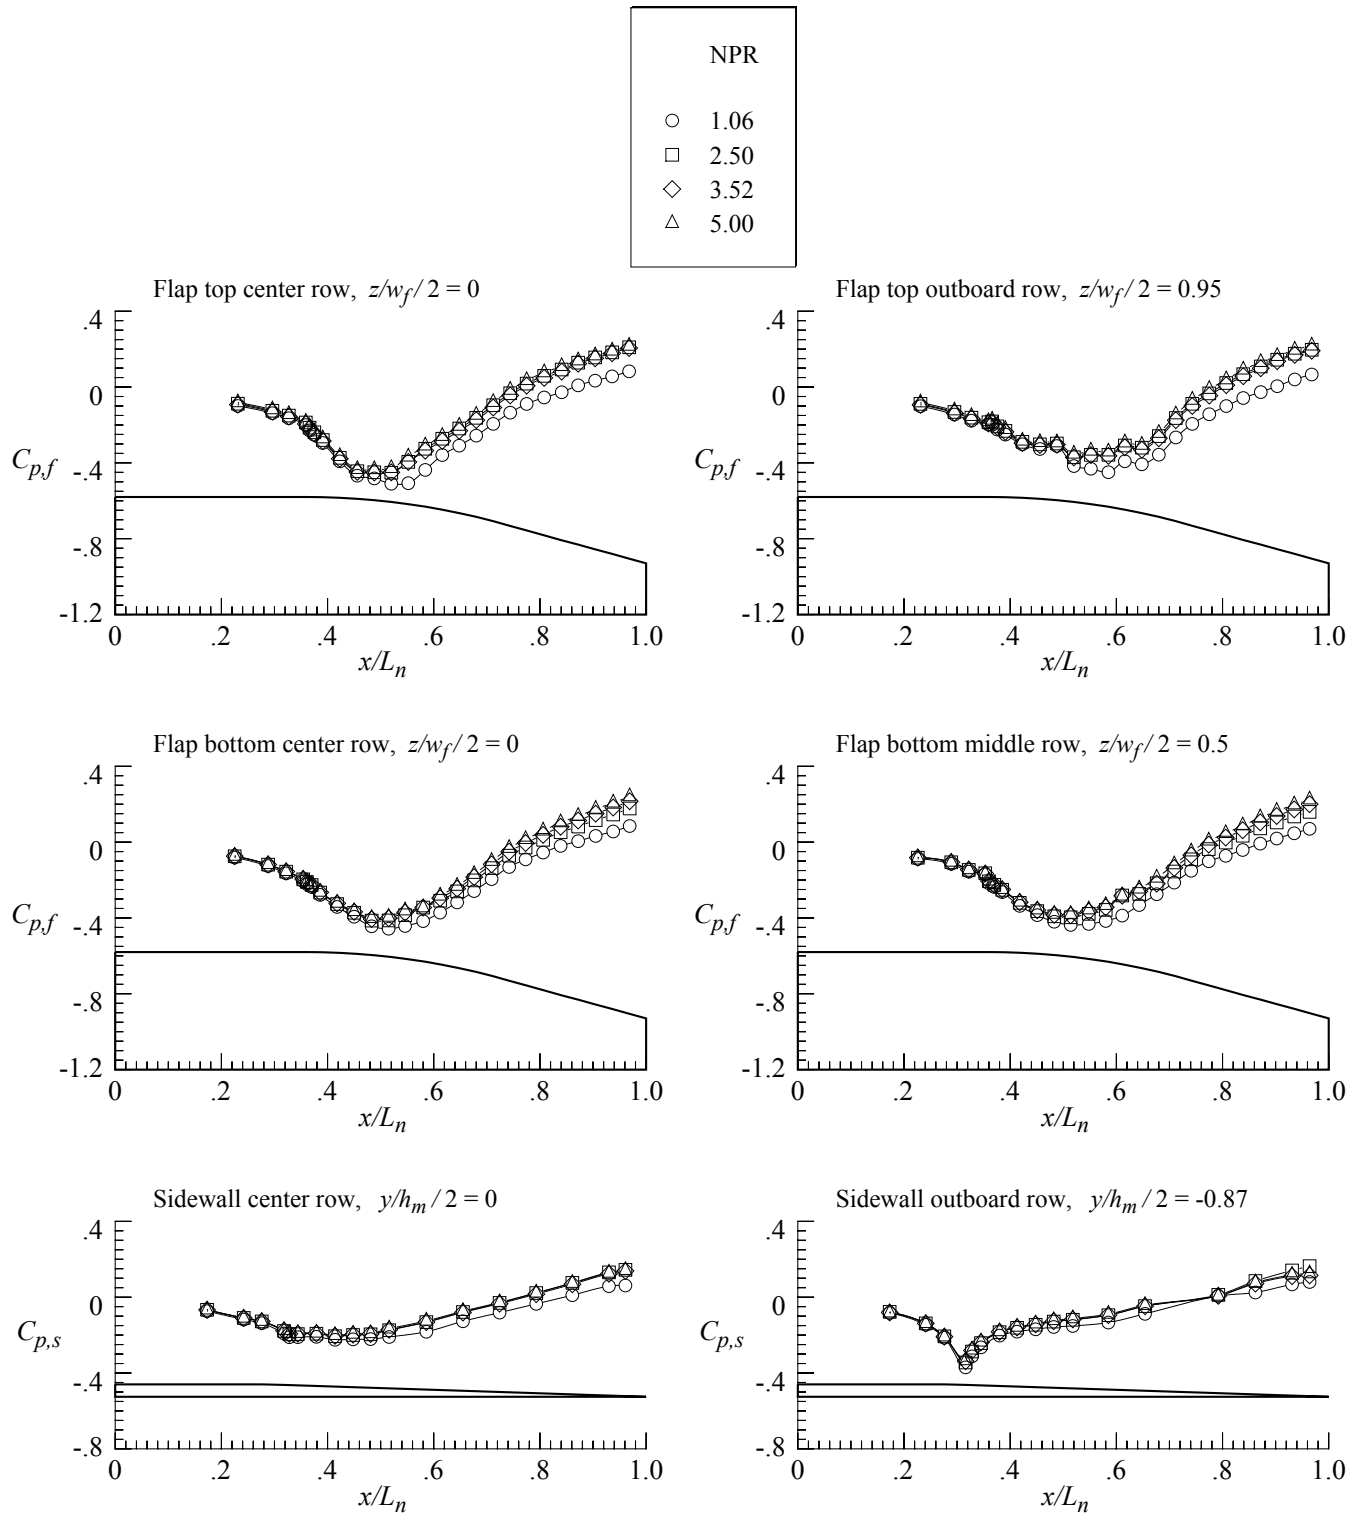 NPR
1.06
2.50
3.52
5.00
Flap top center row, z/w_f/ 2 = 0
.4
0
-.4
-.8
-1.2
C_p,f
0 .2 .4 .6 .8 1.0
x/L_n
Flap top outboard row, z/w_f/ 2 = 0.95
.4
0
-.4
-.8
-1.2
C_p,f
0 .2 .4 .6 .8 1.0
x/L_n
Flap bottom center row, z/w_f/ 2 = 0
.4
0
-.4
-.8
-1.2
C_p,f
0 .2 .4 .6 .8 1.0
x/L_n
Flap bottom middle row, z/w_f/ 2 = 0.5
.4
0
-.4
-.8
-1.2
C_p,f
0 .2 .4 .6 .8 1.0
x/L_n
Sidewall center row, y/h_m/ 2 = 0
.4
0
-.4
-.8
C_p,s
0 .2 .4 .6 .8 1.0
x/L_n
Sidewall outboard row, y/h_m/ 2 = -0.87
.4
0
-.4
-.8
C_p,s
0 .2 .4 .6 .8 1.0
x/L_n